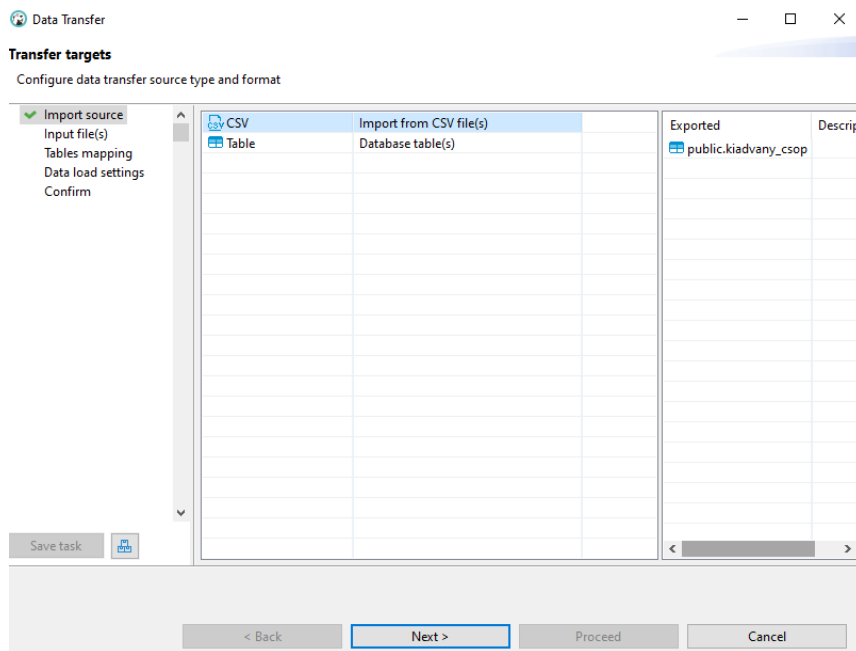 Data Transfer
Transfer targets
Configure data transfer source type and format
Import source
Input file(s)
Tables mapping
Data load settings
Confirm
CSV Import from CSV file(s)
Table Database table(s)
Exported Descrip
public.kiadvany_csop
Save task
< Back Next > Proceed Cancel